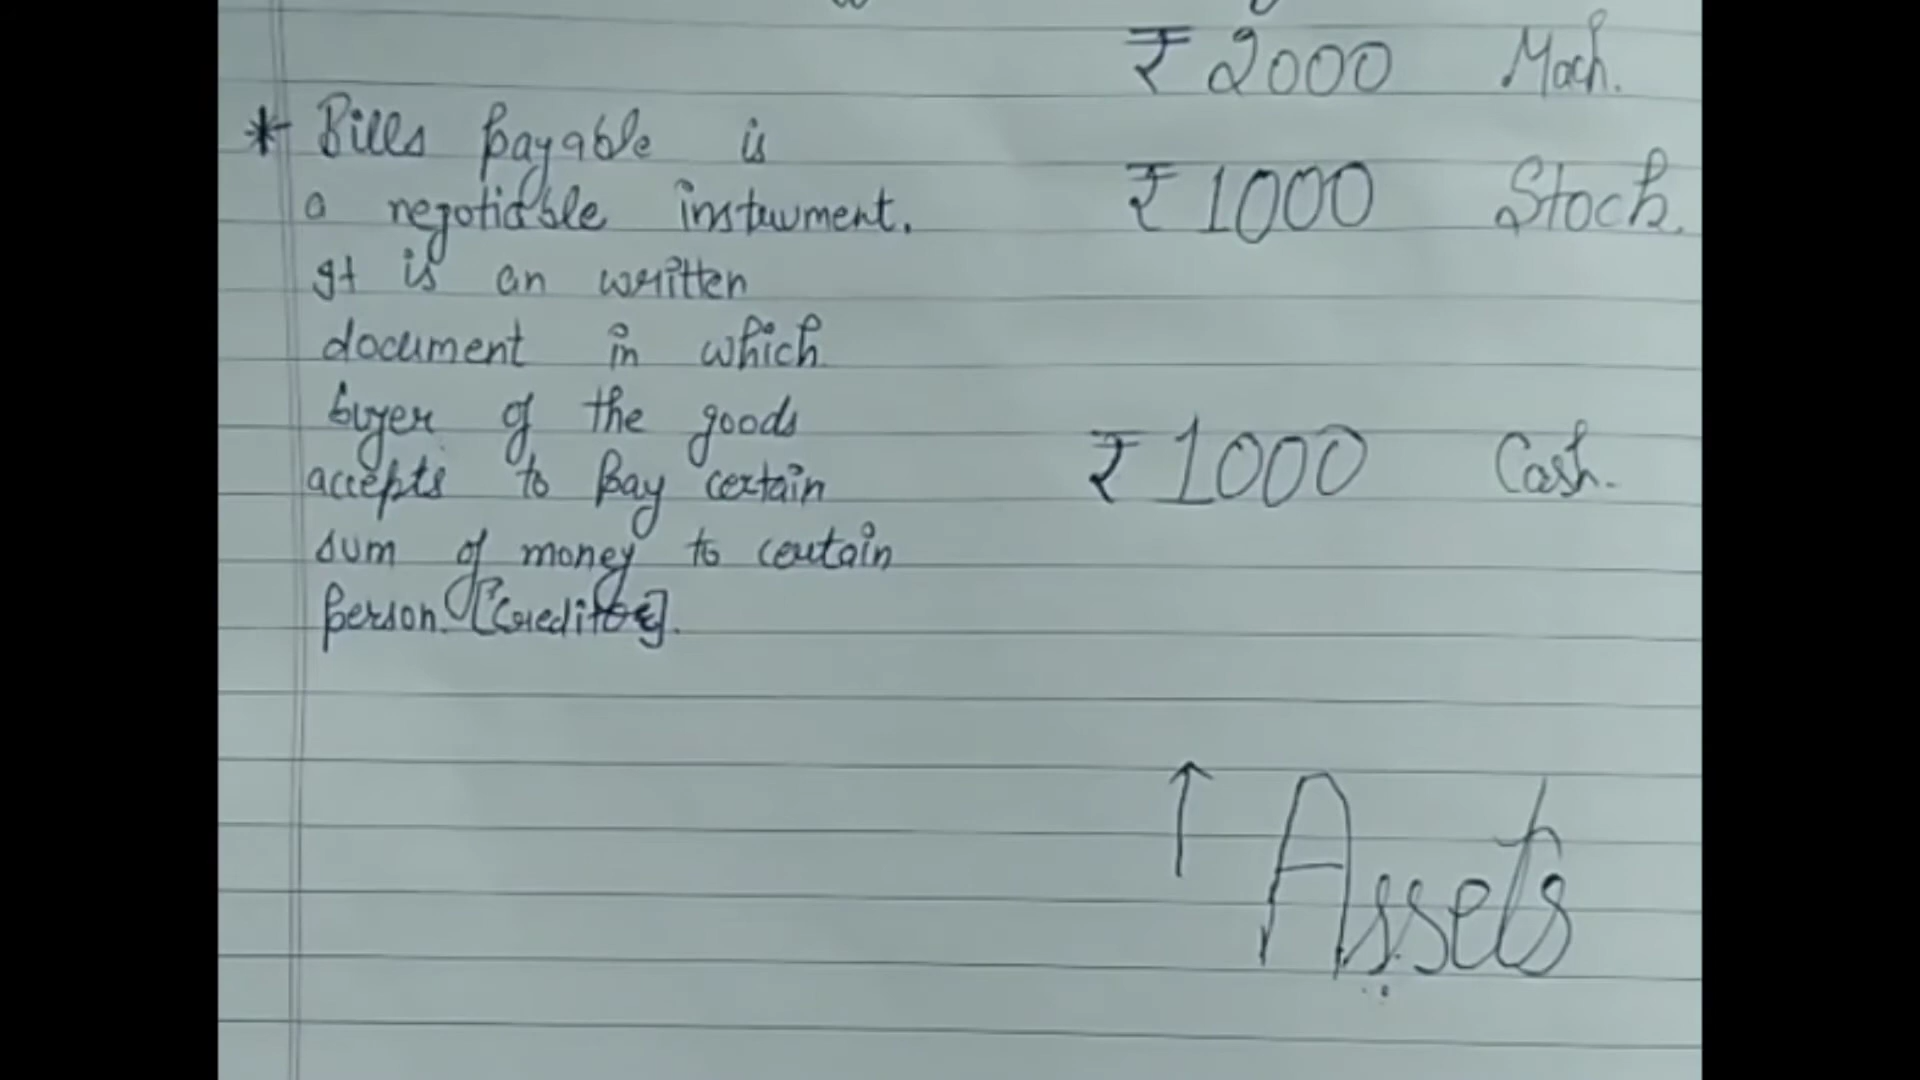 ₹ 2000 Mach.
* Bills payable is
₹ 1000 Stock.
a negotiable instrument.
It is an written
document in which
buyer of the goods
₹ 1000 Cash.
accepts to pay certain
sum of money to certain
person. [Creditor].
↑ Assets